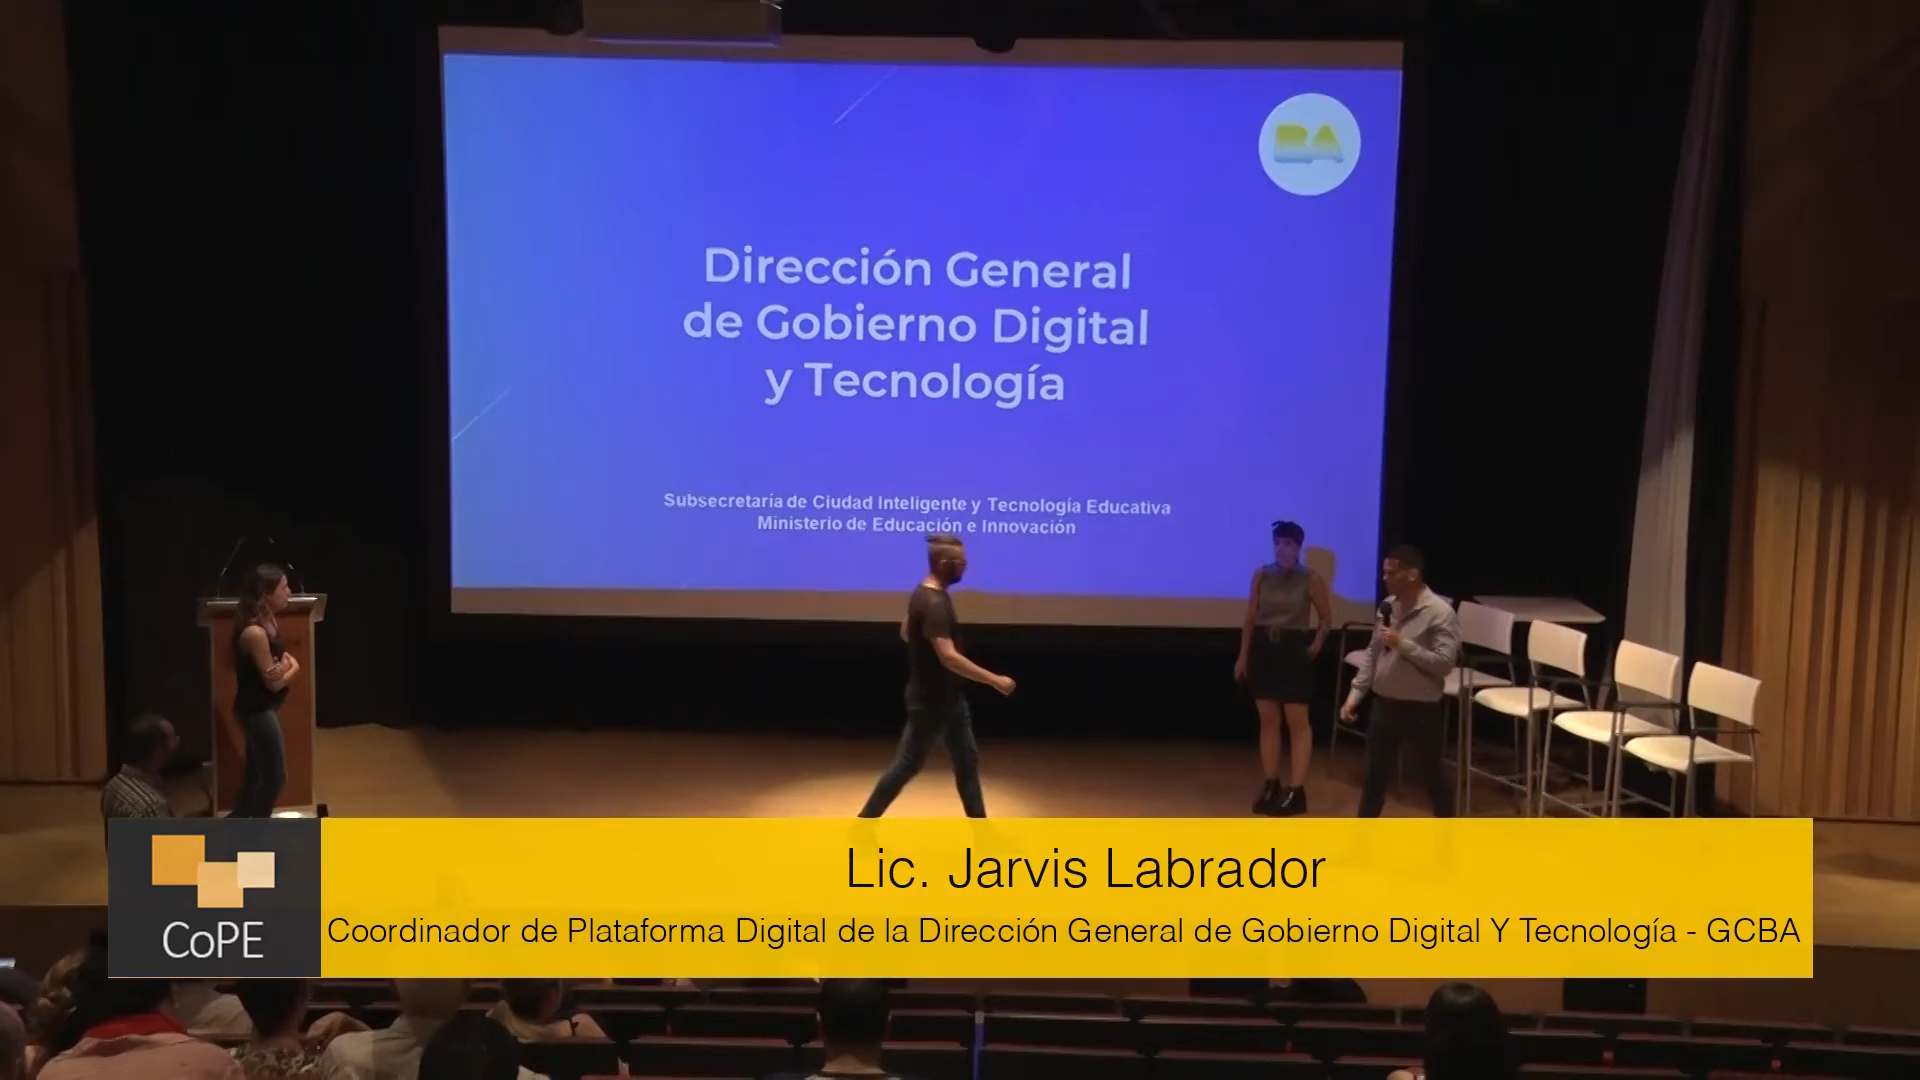 BA
Dirección General
de Gobierno Digital
y Tecnología
Subsecretaría de Ciudad Inteligente y Tecnología Educativa
Ministerio de Educación e Innovación
Lic. Jarvis Labrador
CoPE
Coordinador de Plataforma Digital de la Dirección General de Gobierno Digital Y Tecnología - GCBA